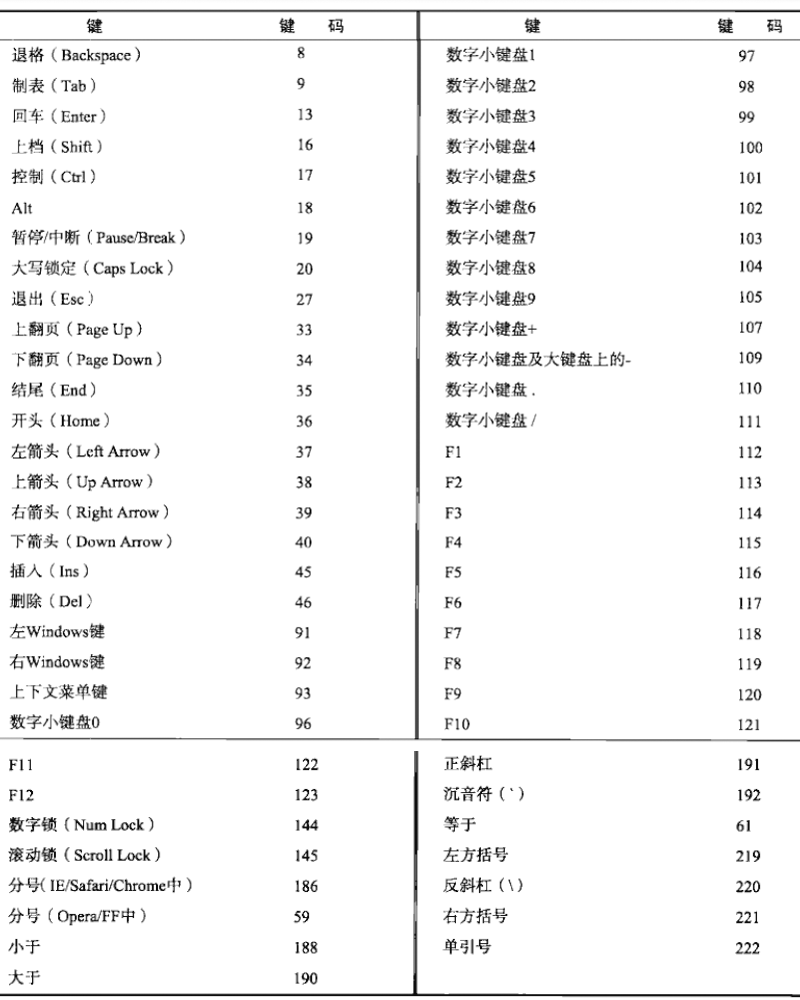 键 键 码 键 键 码
退格（Backspace） 8 数字小键盘1 97
制表（Tab） 9 数字小键盘2 98
回车（Enter） 13 数字小键盘3 99
上档（Shift） 16 数字小键盘4 100
控制（Ctrl） 17 数字小键盘5 101
Alt 18 数字小键盘6 102
暂停/中断（Pause/Break） 19 数字小键盘7 103
大写锁定（Caps Lock） 20 数字小键盘8 104
退出（Esc） 27 数字小键盘9 105
上翻页（Page Up） 33 数字小键盘+ 107
下翻页（Page Down） 34 数字小键盘及大键盘上的- 109
结尾（End） 35 数字小键盘 . 110
开头（Home） 36 数字小键盘 / 111
左箭头（Left Arrow） 37 F1 112
上箭头（Up Arrow） 38 F2 113
右箭头（Right Arrow） 39 F3 114
下箭头（Down Arrow） 40 F4 115
插入（Ins） 45 F5 116
删除（Del） 46 F6 117
左Windows键 91 F7 118
右Windows键 92 F8 119
上下文菜单键 93 F9 120
数字小键盘0 96 F10 121
F11 122 正斜杠 191
F12 123 沉音符（`） 192
数字锁（Num Lock） 144 等于 61
滚动锁（Scroll Lock） 145 左方括号 219
分号（IE/Safari/Chrome中） 186 反斜杠（\） 220
分号（Opera/FF中） 59 右方括号 221
小于 188 单引号 222
大于 190